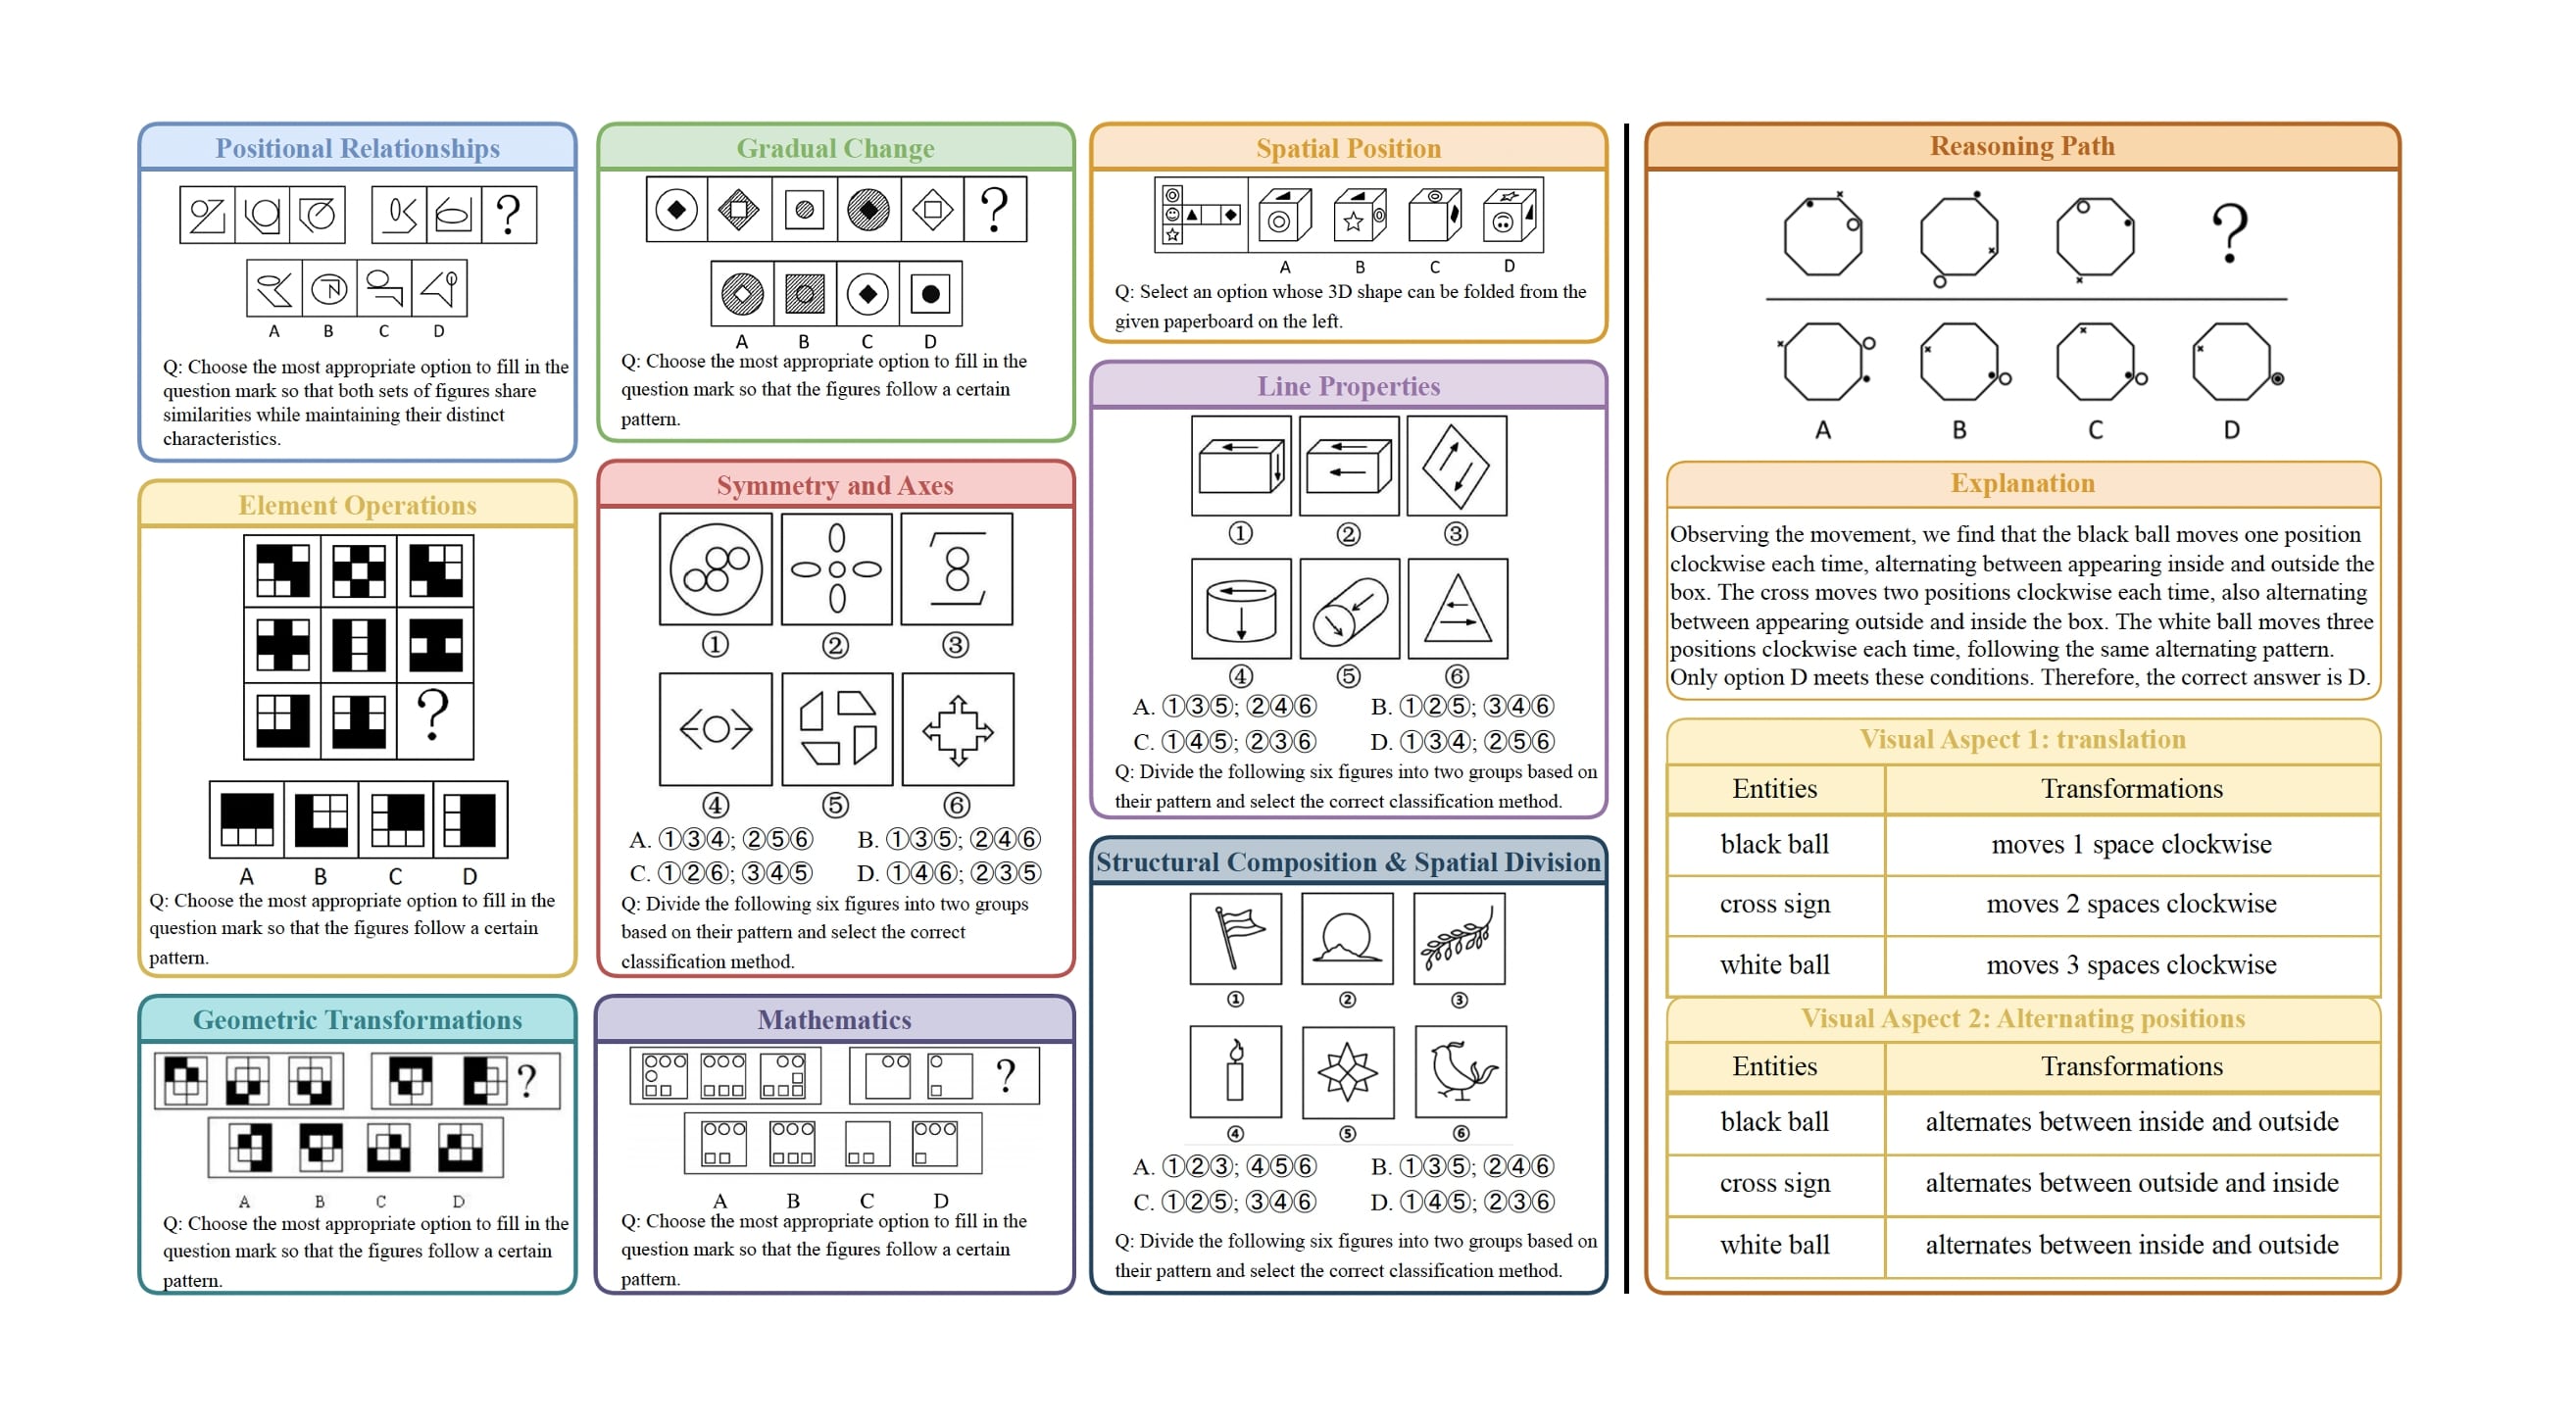 Positional Relationships
?
A B C D
Q: Choose the most appropriate option to fill in the
question mark so that both sets of figures share
similarities while maintaining their distinct
characteristics.
Element Operations
?
A B C D
Q: Choose the most appropriate option to fill in the
question mark so that the figures follow a certain
pattern.
Geometric Transformations
?
A B C D
Q: Choose the most appropriate option to fill in the
question mark so that the figures follow a certain
pattern.
Gradual Change
?
A B C D
Q: Choose the most appropriate option to fill in the
question mark so that the figures follow a certain
pattern.
Symmetry and Axes
① ② ③
④ ⑤ ⑥
A. ①③④; ②⑤⑥ B. ①③⑤; ②④⑥
C. ①②⑥; ③④⑤ D. ①④⑥; ②③⑤
Q: Divide the following six figures into two groups
based on their pattern and select the correct
classification method.
Mathematics
?
A B C D
Q: Choose the most appropriate option to fill in the
question mark so that the figures follow a certain
pattern.
Spatial Position
A B C D
Q: Select an option whose 3D shape can be folded from the
given paperboard on the left.
Line Properties
① ② ③
④ ⑤ ⑥
A. ①③⑤; ②④⑥ B. ①②⑤; ③④⑥
C. ①④⑤; ②③⑥ D. ①③④; ②⑤⑥
Q: Divide the following six figures into two groups based on
their pattern and select the correct classification method.
Structural Composition & Spatial Division
① ② ③
④ ⑤ ⑥
A. ①②③; ④⑤⑥ B. ①③⑤; ②④⑥
C. ①②⑤; ③④⑥ D. ①④⑤; ②③⑥
Q: Divide the following six figures into two groups based on
their pattern and select the correct classification method.
Reasoning Path
?
A B C D
Explanation
Observing the movement, we find that the black ball moves one position
clockwise each time, alternating between appearing inside and outside the
box. The cross moves two positions clockwise each time, also alternating
between appearing outside and inside the box. The white ball moves three
positions clockwise each time, following the same alternating pattern.
Only option D meets these conditions. Therefore, the correct answer is D.
Visual Aspect 1: translation
Entities Transformations
black ball moves 1 space clockwise
cross sign moves 2 spaces clockwise
white ball moves 3 spaces clockwise
Visual Aspect 2: Alternating positions
Entities Transformations
black ball alternates between inside and outside
cross sign alternates between outside and inside
white ball alternates between inside and outside